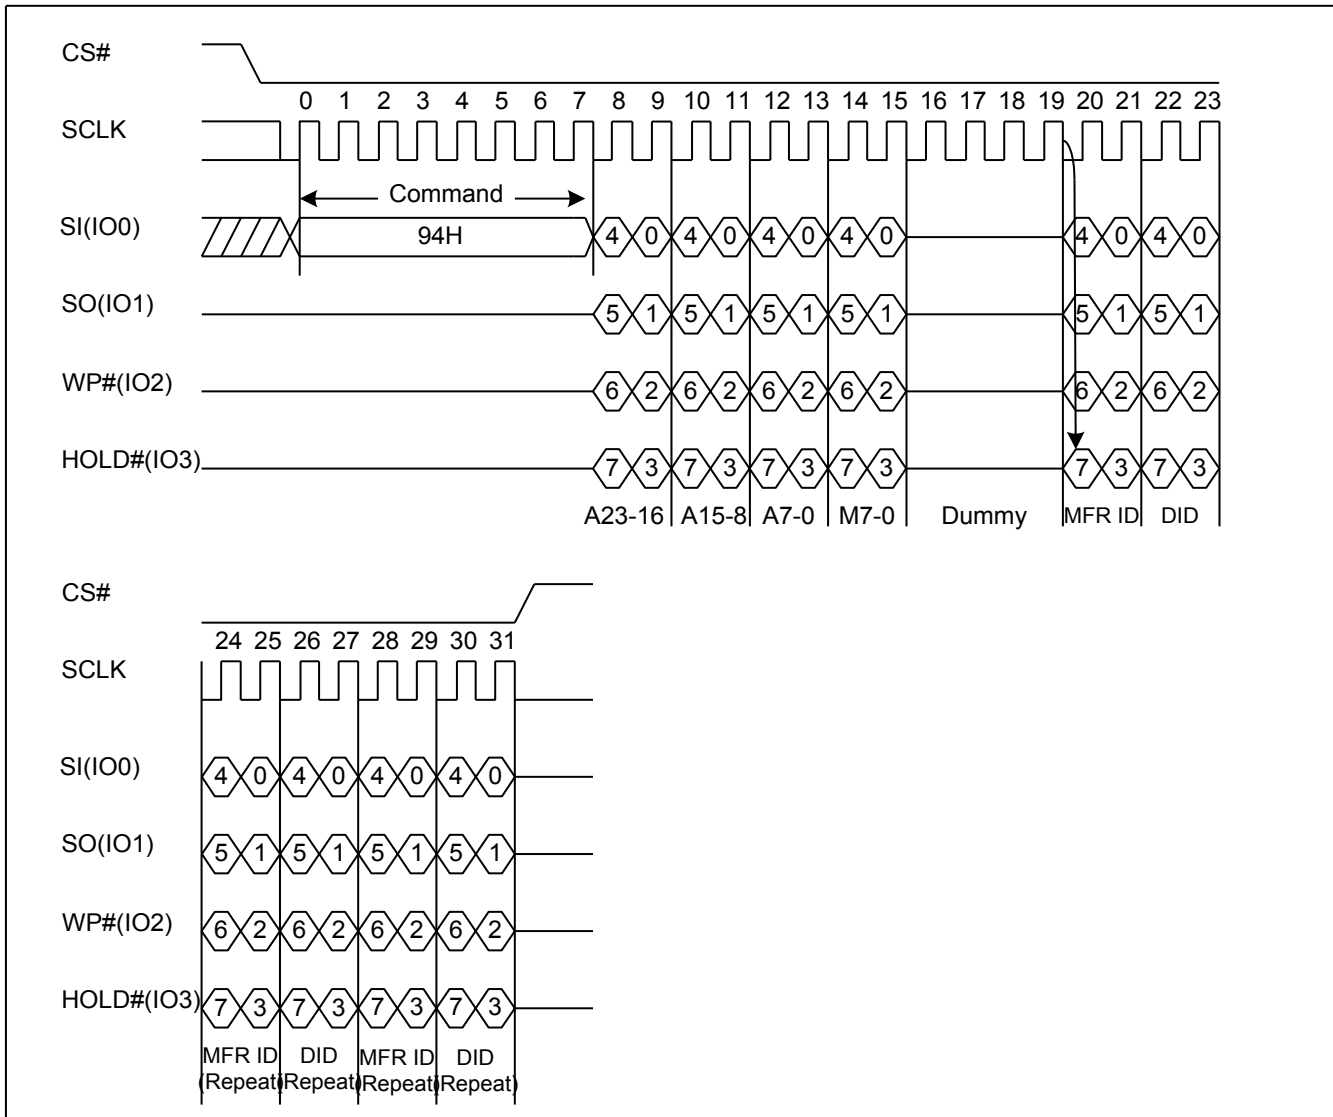 CS#
0 1 2 3 4 5 6 7 8 9 10 11 12 13 14 15 16 17 18 19 20 21 22 23
SCLK
Command
SI(IO0) 94H 4 0 4 0 4 0 4 0 4 0 4 0
SO(IO1) 5 1 5 1 5 1 5 1 5 1 5 1
WP#(IO2) 6 2 6 2 6 2 6 2 6 2 6 2
HOLD#(IO3) 7 3 7 3 7 3 7 3 7 3 7 3
A23-16 A15-8 A7-0 M7-0 Dummy MFR ID DID
CS#
24 25 26 27 28 29 30 31
SCLK
SI(IO0) 4 0 4 0 4 0 4 0
SO(IO1) 5 1 5 1 5 1 5 1
WP#(IO2) 6 2 6 2 6 2 6 2
HOLD#(IO3) 7 3 7 3 7 3 7 3
MFR ID DID MFR ID DID
(Repeat) (Repeat) (Repeat) (Repeat)